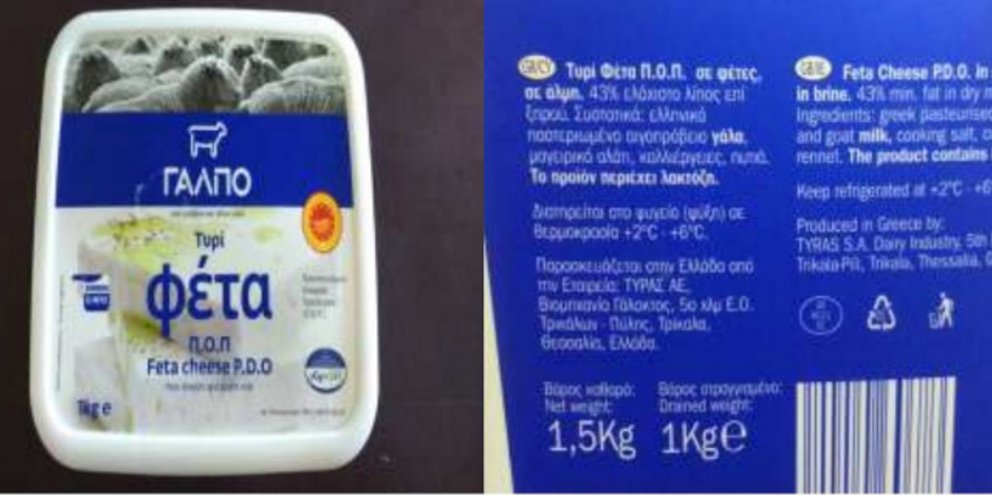 ΓΑΛΠΟ
Τυρί
φέτα
Π.Ο.Π
Feta cheese P.D.O
1kg e
GR/CY Τυρί Φέτα Π.Ο.Π. σε φέτες,
σε άλμη. 43% ελάχιστο λίπος επί
ξηρού. Συστατικά: ελληνικό
παστεριωμένο αιγοπρόβειο γάλα,
μαγειρικό αλάτι, καλλιέργειες, πυτιά.
Το προϊόν περιέχει λακτόζη.
Διατηρείται στο ψυγείο (ψύξη) σε
θερμοκρασία +2°C - +6°C.
Παρασκευάζεται στην Ελλάδα από
την Εταιρεία: ΤΥΡΑΣ ΑΕ,
Βιομηχανία Γάλακτος, 5ο χλμ Ε.Ο.
Τρικάλων - Πύλης, Τρίκαλα,
Θεσσαλία, Ελλάδα.
Βάρος καθαρό:
Net weight:
1,5Kg
Βάρος στραγγισμένο:
Drained weight:
1Kg e
GB/IE Feta Cheese P.D.O. in
in brine. 43% min. fat in dry m
Ingredients: greek pasteurised
and goat milk, cooking salt, c
rennet. The product contains
Keep refrigerated at +2°C - +6
Produced in Greece by:
TYRAS S.A. Dairy Industry, 5th
Trikala-Pili, Trikala, Thessalia, G